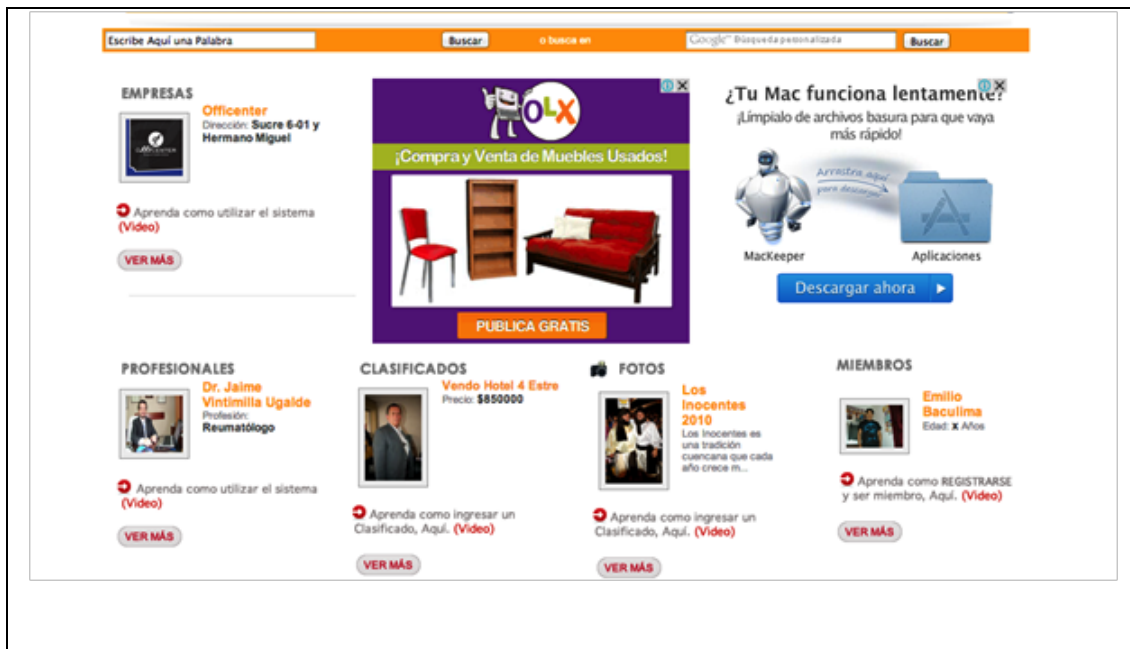 Escribe Aquí una Palabra
Buscar
o busca en
Google™ Búsqueda personalizada
Buscar
EMPRESAS
Officenter
Dirección: Sucre 6-01 y
Hermano Miguel
Aprenda como utilizar el sistema
(Video)
VER MÁS
OLX
¡Compra y Venta de Muebles Usados!
PUBLICA GRATIS
¿Tu Mac funciona lentamente?
¡Límpialo de archivos basura para que vaya
más rápido!
Arrastra aquí
para descargar
MacKeeper
Aplicaciones
Descargar ahora
PROFESIONALES
Dr. Jaime
Vintimilla Ugalde
Profesión:
Reumatólogo
Aprenda como utilizar el sistema
(Video)
VER MÁS
CLASIFICADOS
Vendo Hotel 4 Estre
Precio: $850000
Aprenda como ingresar un
Clasificado, Aquí. (Video)
VER MÁS
FOTOS
Los
Inocentes
2010
Los Inocentes es
una tradición
cuencana que cada
año crece m...
Aprenda como ingresar un
Clasificado, Aquí. (Video)
VER MÁS
MIEMBROS
Emilio
Baculima
Edad: x Años
Aprenda como REGISTRARSE
y ser miembro, Aquí. (Video)
VER MÁS